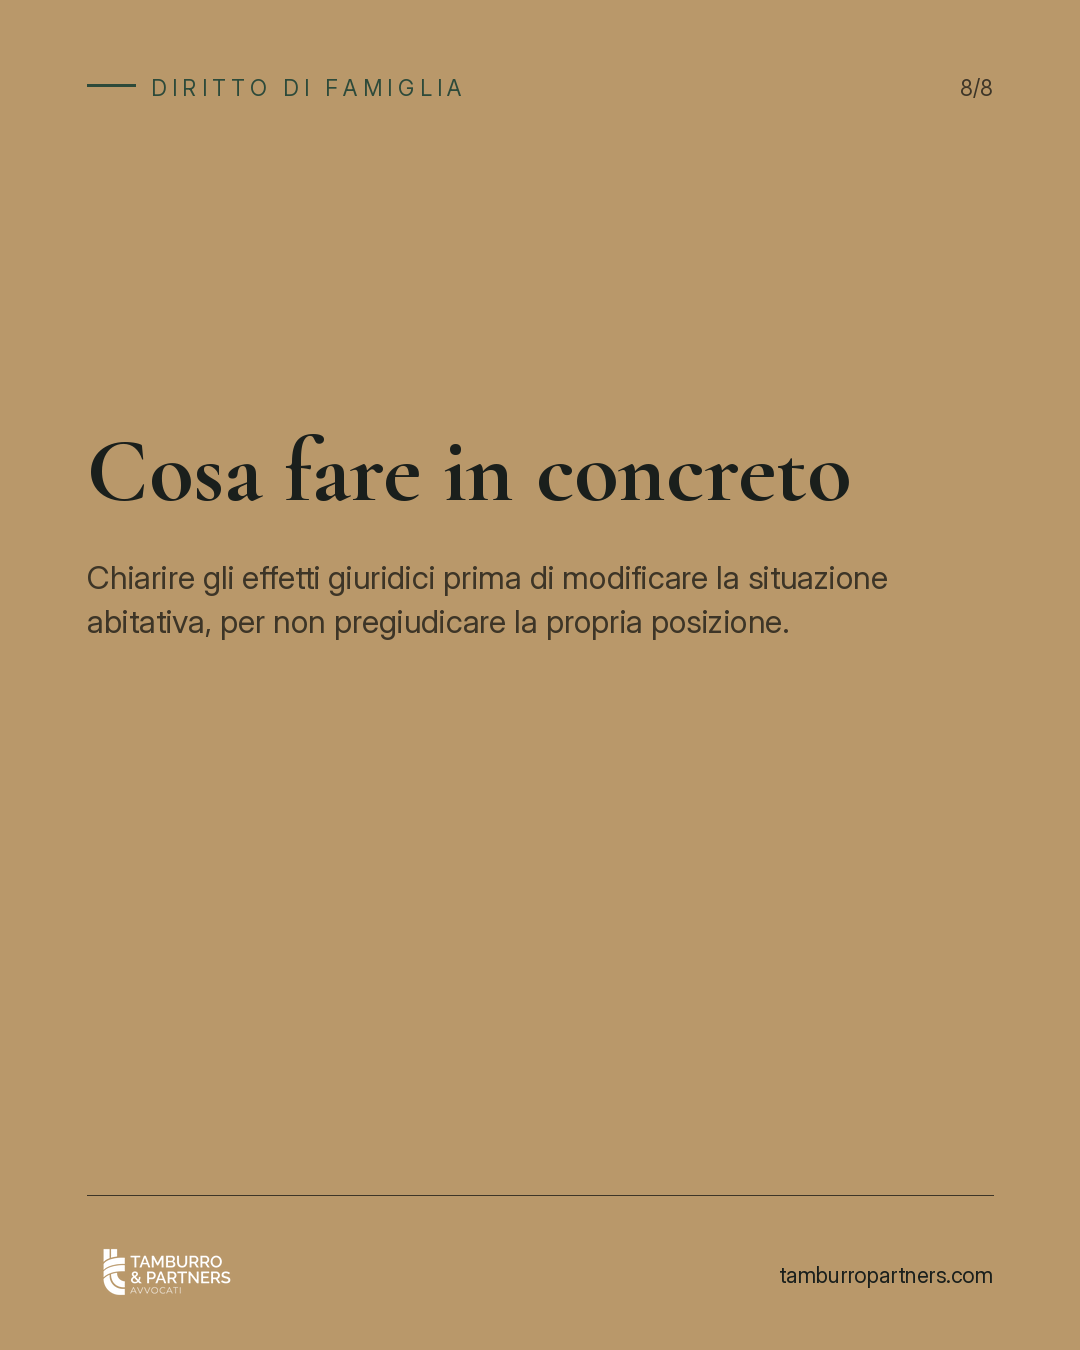 DIRITTO DI FAMIGLIA
8/8
Cosa fare in concreto
Chiarire gli effetti giuridici prima di modificare la situazione
abitativa, per non pregiudicare la propria posizione.
TAMBURRO
& PARTNERS
AVVOCATI
tamburropartners.com